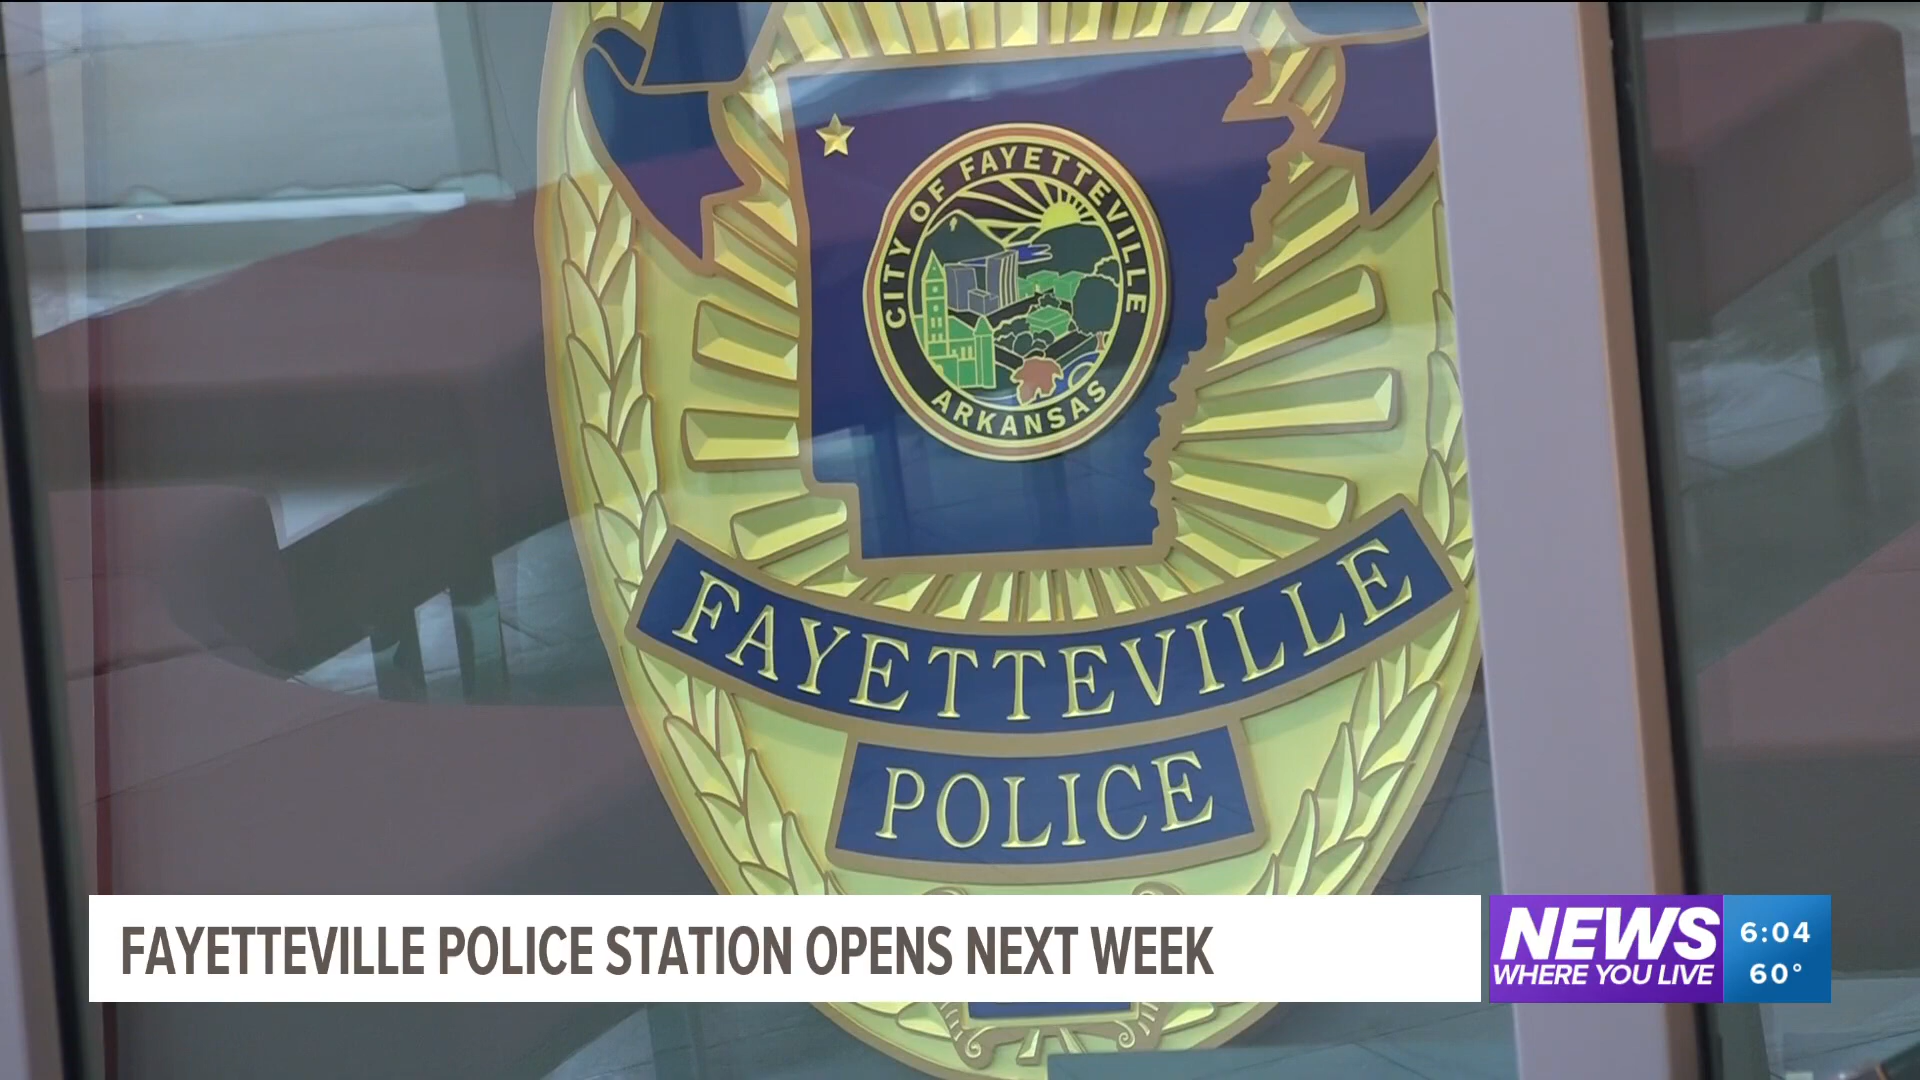 CITY OF FAYETTEVILLE
ARKANSAS
FAYETTEVILLE
POLICE
FAYETTEVILLE POLICE STATION OPENS NEXT WEEK
NEWS
WHERE YOU LIVE
6:04
60°